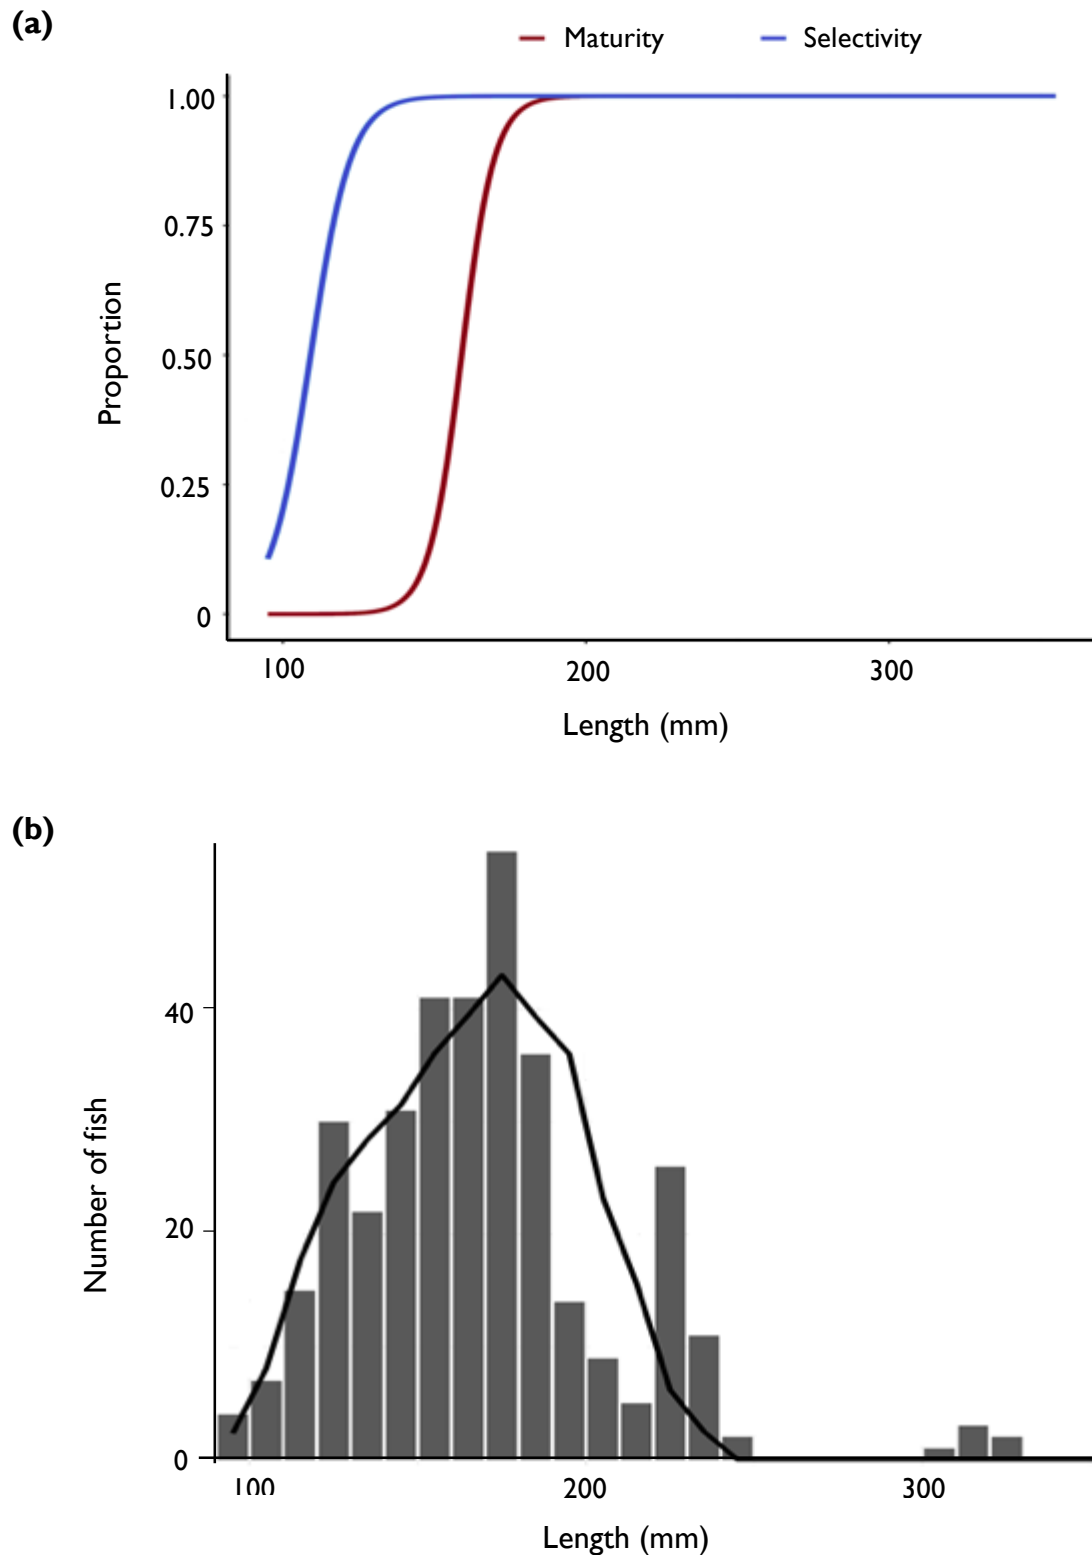 (a)
Maturity Selectivity
1.00
0.75
0.50
0.25
0
Proportion
100 200 300
Length (mm)
(b)
40
20
0
Number of fish
100 200 300
Length (mm)